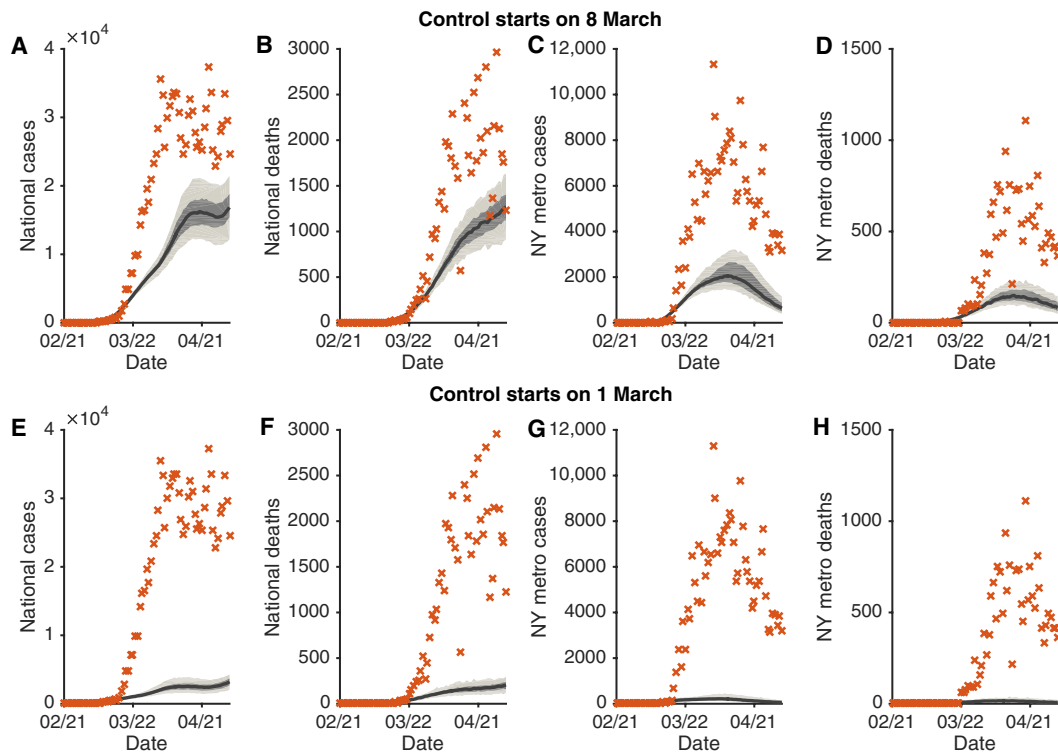 Control starts on 8 March
A
B
C
D
×10⁴
4
3
2
1
0
National cases
02/21 03/22 04/21
Date
3000
2500
2000
1500
1000
500
0
National deaths
02/21 03/22 04/21
Date
12,000
10,000
8000
6000
4000
2000
0
NY metro cases
02/21 03/22 04/21
Date
1500
1000
500
0
NY metro deaths
02/21 03/22 04/21
Date
Control starts on 1 March
E
F
G
H
×10⁴
4
3
2
1
0
National cases
02/21 03/22 04/21
Date
3000
2500
2000
1500
1000
500
0
National deaths
02/21 03/22 04/21
Date
12,000
10,000
8000
6000
4000
2000
0
NY metro cases
02/21 03/22 04/21
Date
1500
1000
500
0
NY metro deaths
02/21 03/22 04/21
Date